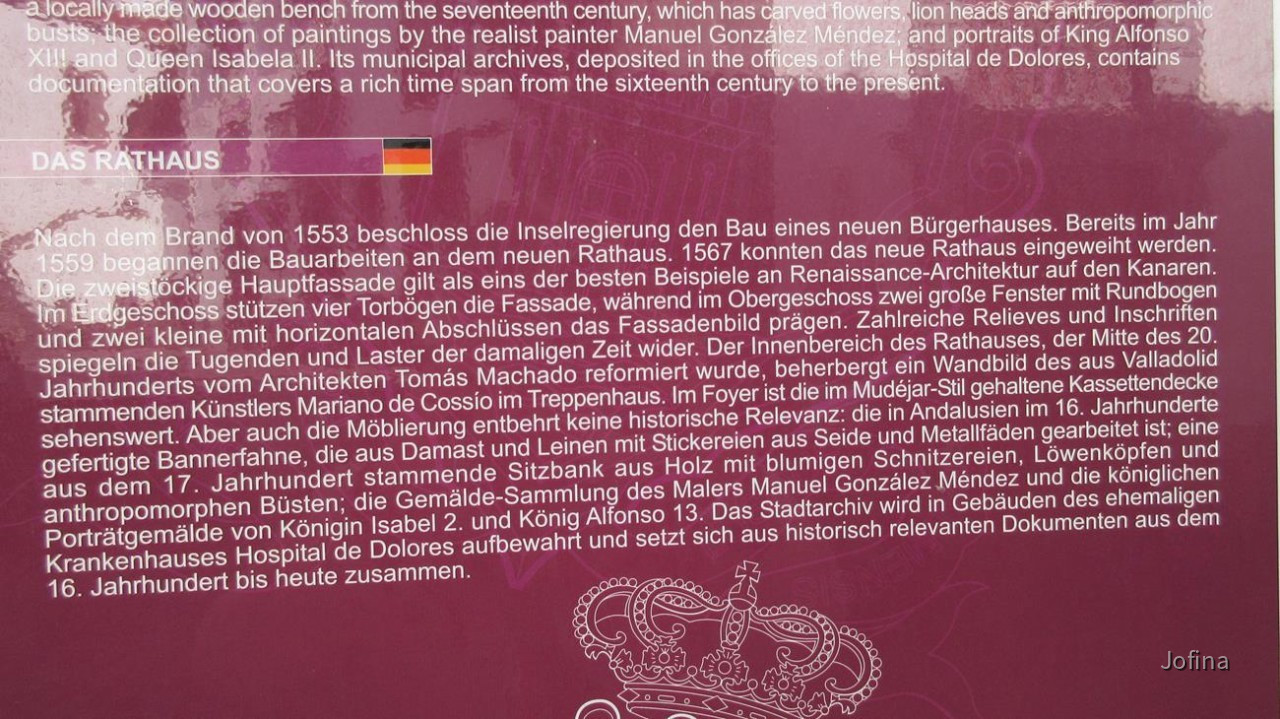 a locally made wooden bench from the seventeenth century, which has carved flowers, lion heads and anthropomorphic
busts; the collection of paintings by the realist painter Manuel González Méndez; and portraits of King Alfonso
XIII and Queen Isabela II. Its municipal archives, deposited in the offices of the Hospital de Dolores, contains
documentation that covers a rich time span from the sixteenth century to the present.
DAS RATHAUS
Nach dem Brand von 1553 beschloss die Inselregierung den Bau eines neuen Bürgerhauses. Bereits im Jahr
1559 begannen die Bauarbeiten an dem neuen Rathaus. 1567 konnten das neue Rathaus eingeweiht werden.
Die zweistöckige Hauptfassade gilt als eins der besten Beispiele an Renaissance-Architektur auf den Kanaren.
Im Erdgeschoss stützen vier Torbögen die Fassade, während im Obergeschoss zwei große Fenster mit Rundbogen
und zwei kleine mit horizontalen Abschlüssen das Fassadenbild prägen. Zahlreiche Relieves und Inschriften
spiegeln die Tugenden und Laster der damaligen Zeit wider. Der Innenbereich des Rathauses, der Mitte des 20.
Jahrhunderts vom Architekten Tomás Machado reformiert wurde, beherbergt ein Wandbild des aus Valladolid
stammenden Künstlers Mariano de Cossío im Treppenhaus. Im Foyer ist die im Mudéjar-Stil gehaltene Kassettendecke
sehenswert. Aber auch die Möblierung entbehrt keine historische Relevanz: die in Andalusien im 16. Jahrhunderte
gefertigte Bannerfahne, die aus Damast und Leinen mit Stickereien aus Seide und Metallfäden gearbeitet ist; eine
aus dem 17. Jahrhundert stammende Sitzbank aus Holz mit blumigen Schnitzereien, Löwenköpfen und
anthropomorphen Büsten; die Gemälde-Sammlung des Malers Manuel González Méndez und die königlichen
Porträtgemälde von Königin Isabel 2. und König Alfonso 13. Das Stadtarchiv wird in Gebäuden des ehemaligen
Krankenhauses Hospital de Dolores aufbewahrt und setzt sich aus historisch relevanten Dokumenten aus dem
16. Jahrhundert bis heute zusammen.
Jofina